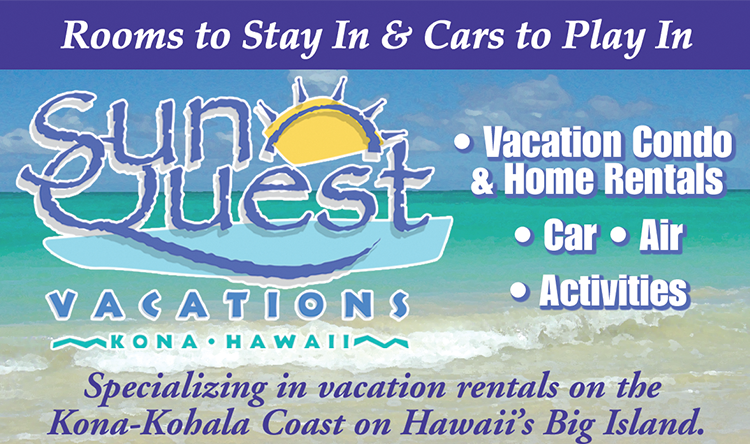 Rooms to Stay In & Cars to Play In
Sun
Quest
VACATIONS
KONA • HAWAII
• Vacation Condo
& Home Rentals
• Car • Air
• Activities
Specializing in vacation rentals on the
Kona-Kohala Coast on Hawaii's Big Island.